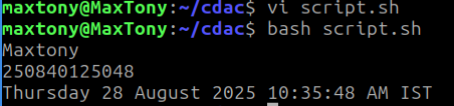 maxtony@MaxTony:~/cdac$ vi script.sh
maxtony@MaxTony:~/cdac$ bash script.sh
Maxtony
250840125048
Thursday 28 August 2025 10:35:48 AM IST